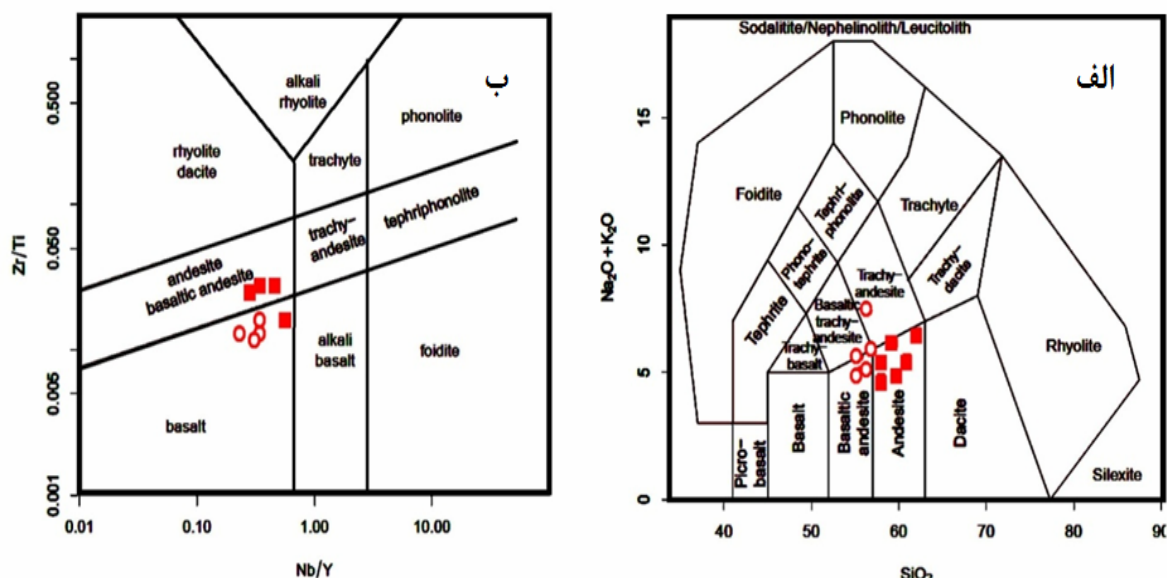 ب
alkali
rhyolite
phonolite
rhyolite
dacite
trachyte
tephriphonolite
trachy–
andesite
andesite
basaltic andesite
alkali
basalt
foidite
basalt
Zr/Ti
0.500
0.050
0.005
0.001
0.01
0.10
1.00
10.00
Nb/Y
الف
Sodalitite/Nephelinolith/Leucitolith
Phonolite
Foidite
Tephri–
phonolite
Trachyte
Phono–
tephrite
Trachy–
dacite
Trachy–
andesite
Tephrite
Basaltic
trachy–
andesite
Trachy–
basalt
Rhyolite
Picro–
basalt
Basalt
Basaltic
andesite
Andesite
Dacite
Silexite
Na₂O + K₂O
15
10
5
0
40
50
60
70
80
90
SiO₂